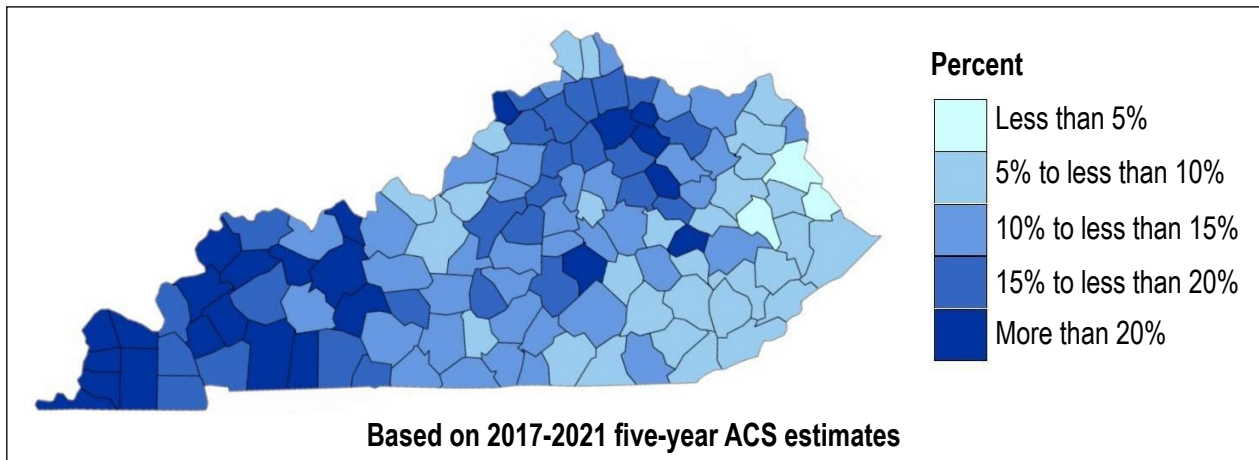 Percent
Less than 5%
5% to less than 10%
10% to less than 15%
15% to less than 20%
More than 20%
Based on 2017-2021 five-year ACS estimates